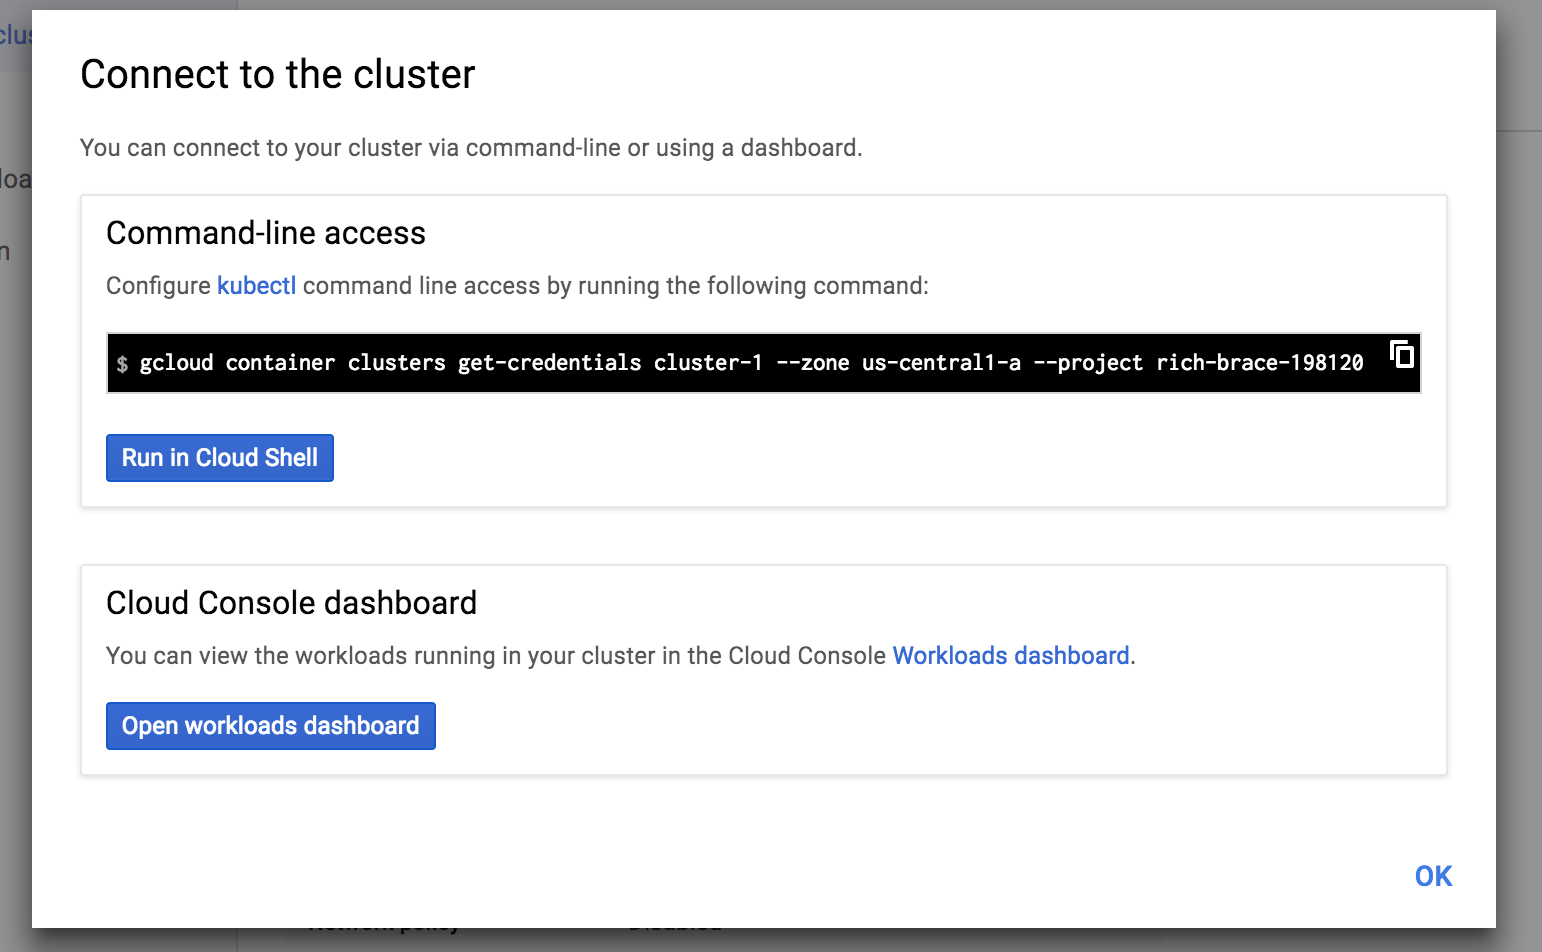 Connect to the cluster
You can connect to your cluster via command-line or using a dashboard.
Command-line access
Configure kubectl command line access by running the following command:
$ gcloud container clusters get-credentials cluster-1 --zone us-central1-a --project rich-brace-198120
Run in Cloud Shell
Cloud Console dashboard
You can view the workloads running in your cluster in the Cloud Console Workloads dashboard.
Open workloads dashboard
OK
Network policy Disabled